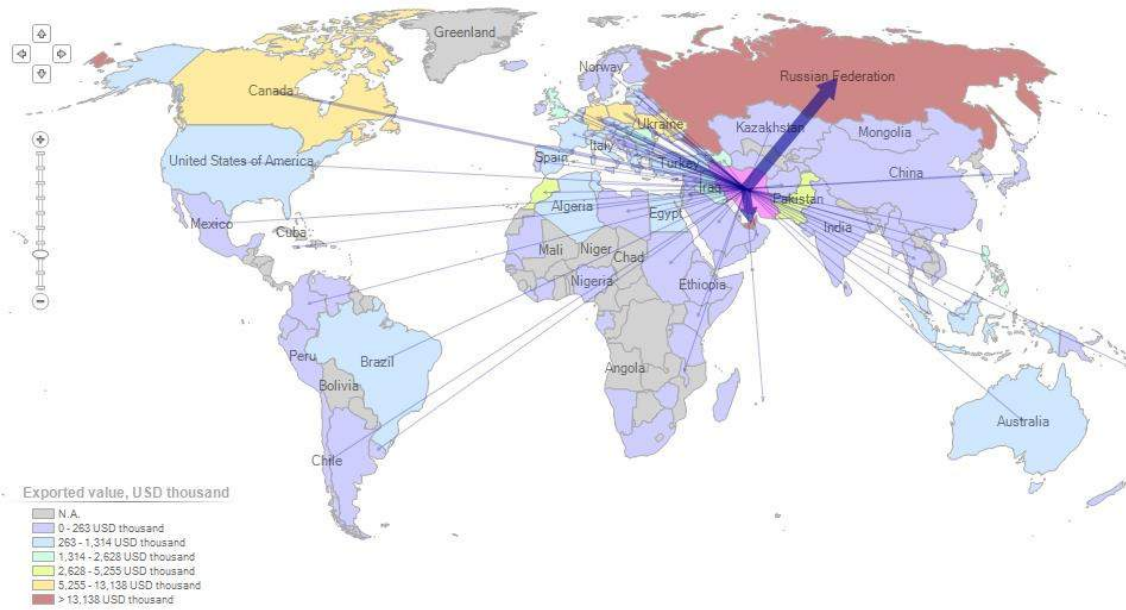 Greenland
Norway
Russian Federation
Canada
Ukraine
Kazakhstan
Mongolia
Italy
United States of America
Spain
Turkey
China
Iraq
Pakistan
Algeria
Egypt
Mexico
India
Cuba
Mali
Niger
Chad
Nigeria
Ethiopia
Peru
Brazil
Angola
Bolivia
Australia
Chile
Exported value, USD thousand
N.A.
0 - 263 USD thousand
263 - 1,314 USD thousand
1,314 - 2,628 USD thousand
2,628 - 5,255 USD thousand
5,255 - 13,138 USD thousand
> 13,138 USD thousand